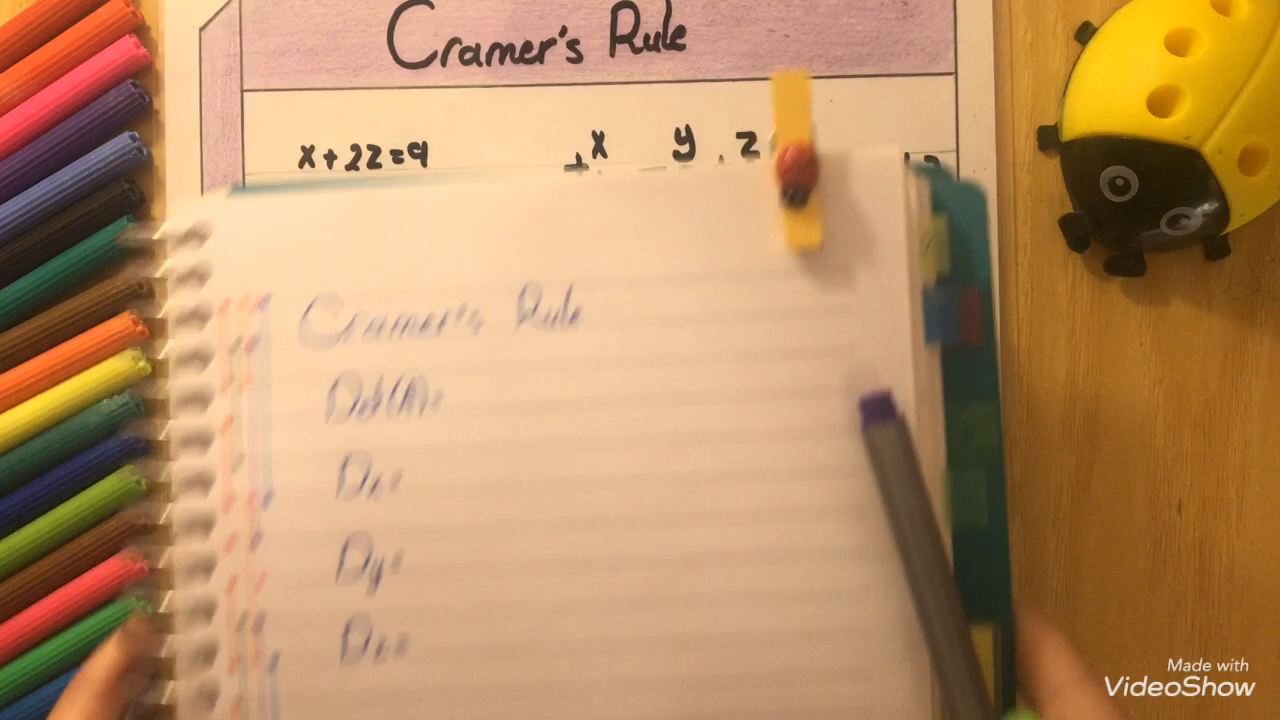 Cramer's Rule
x+2z=9
+x y z
Cramer's Rule
Det(A)=
Dx=
Dy=
Dz=
Made with
VideoShow